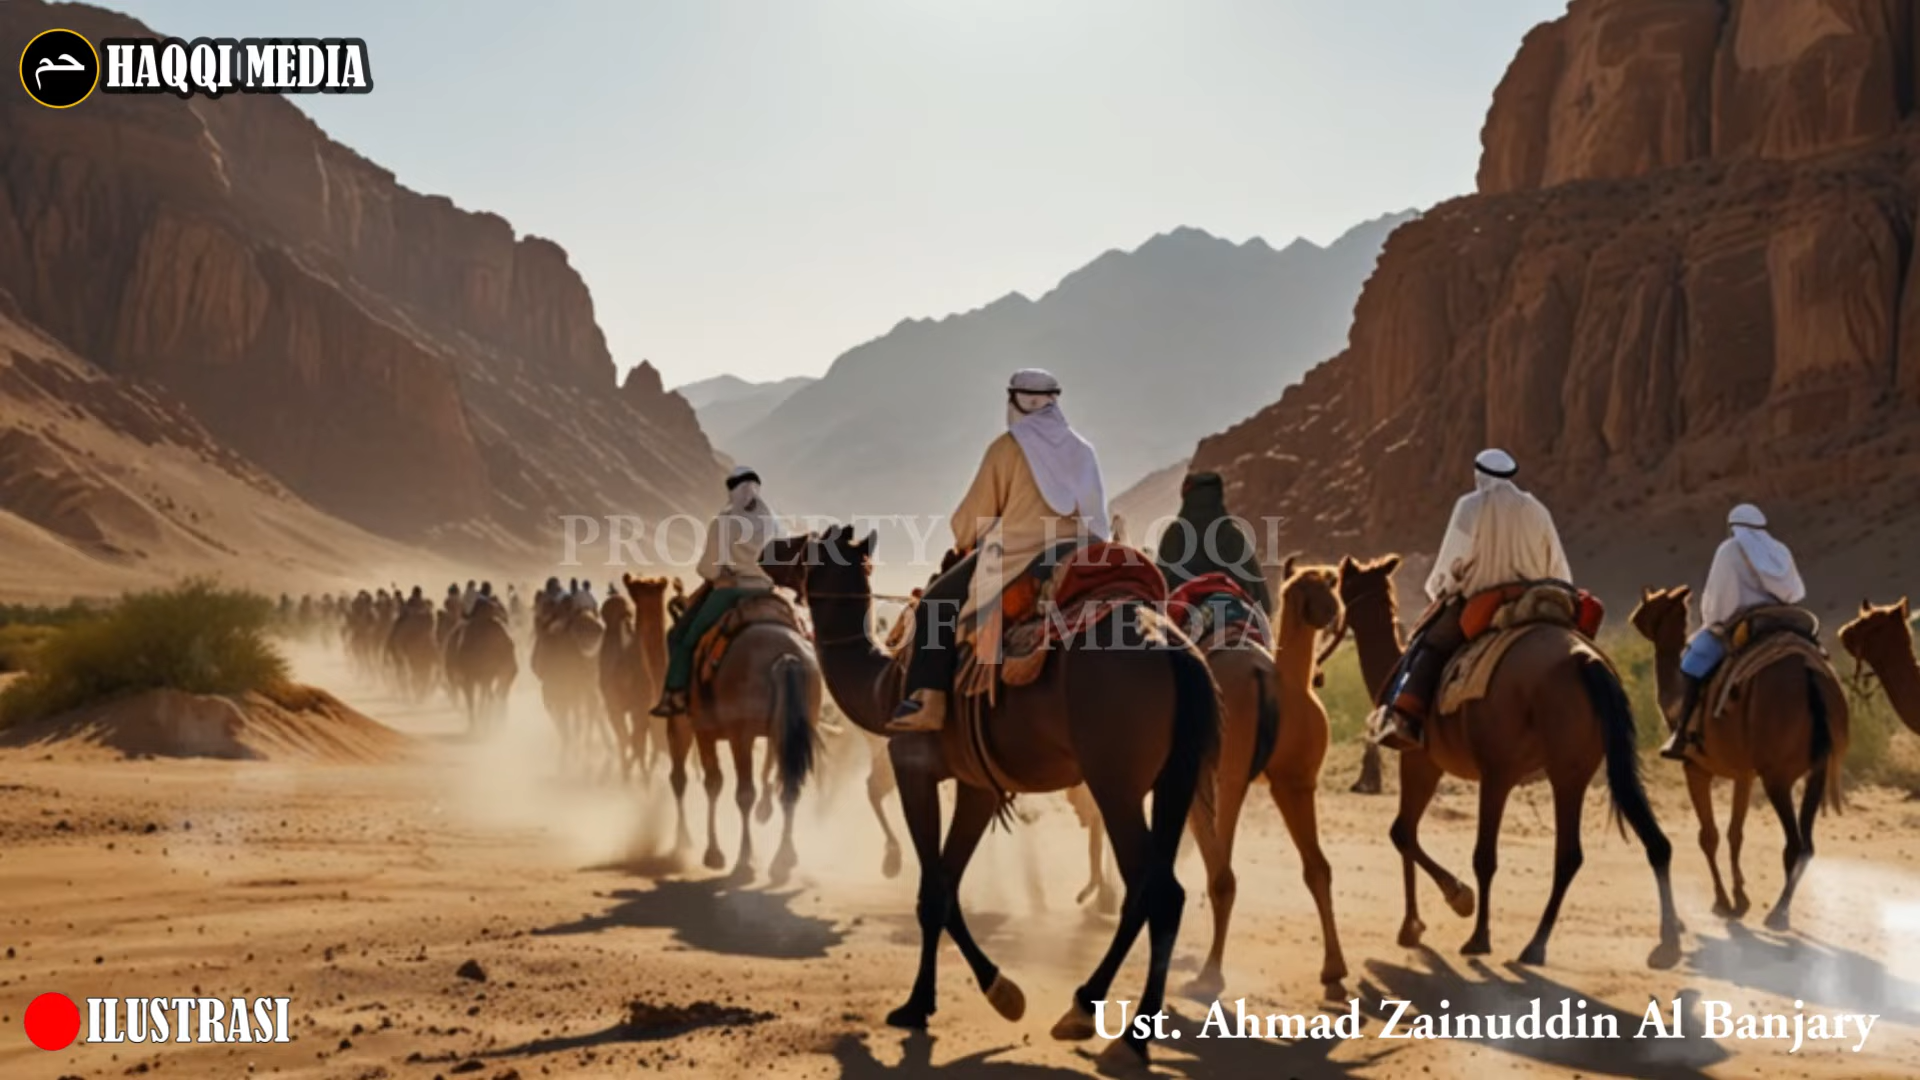 حم HAQQI MEDIA
PROPERTY HAQQI
OF MEDIA
ILUSTRASI
Ust. Ahmad Zainuddin Al Banjary